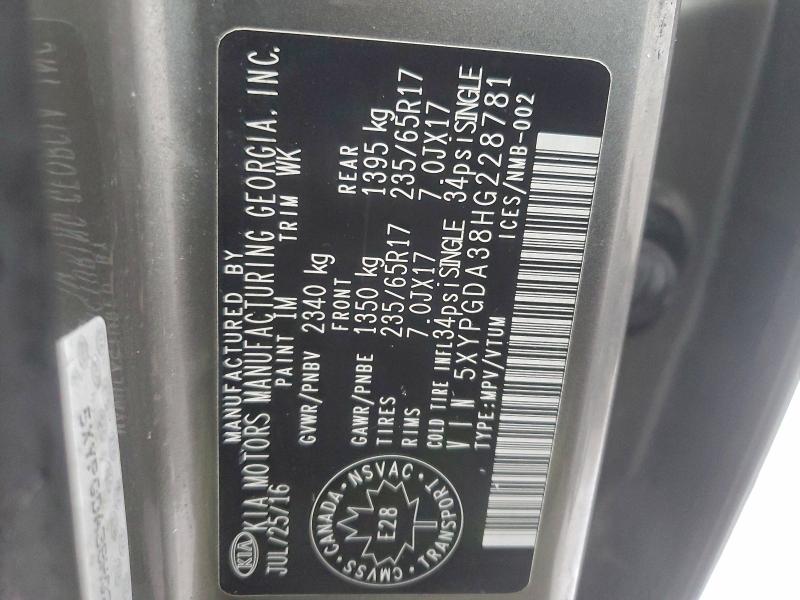 KIA
MANUFACTURED BY
KIA MOTORS MANUFACTURING GEORGIA, INC.
JUL/25/16 PAINT IM TRIM WK
GVWR/PNBV 2340 kg
FRONT REAR
GAWR/PNBE 1350 kg 1395 kg
TIRES 235/65R17 235/65R17
RIMS 7.0JX17 7.0JX17
COLD TIRE INFL34psiSINGLE 34psiSINGLE
VIN 5XYPGDA38HG228781
TYPE:MPV/VTUM ICES/NMB-002
CANADA • NSVAC • TRANSPORT • CMVSS •
E28